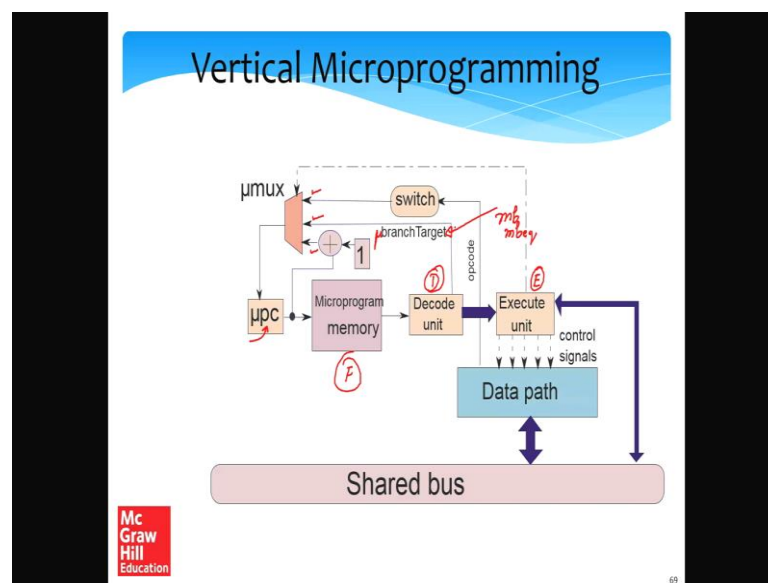 Vertical Microprogramming
µmux
switch
µ branchTarget
opcode
1
D
E
µpc
Microprogram
memory
Decode
unit
Execute
unit
control
signals
F
Data path
Shared bus
Mc
Graw
Hill
Education
69